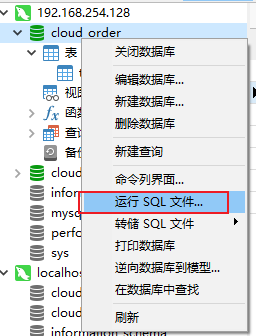 192.168.254.128
cloud_order
表
视图
函
查
备
cloud
infor
mysq
perfo
sys
localhos
cloud
cloud
information_schema
关闭数据库
编辑数据库...
新建数据库...
删除数据库
新建查询
命令列界面...
运行 SQL 文件...
转储 SQL 文件
打印数据库
逆向数据库到模型...
在数据库中查找
刷新